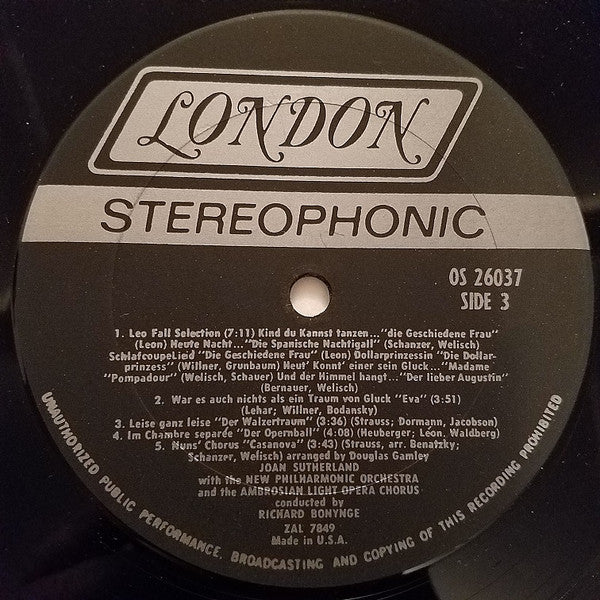 LONDON
STEREOPHONIC
OS 26037
SIDE 3
1. Leo Fall Selection (7:11) Kind du Kannst tanzen..."die Geschiedene Frau"
(Leon) Heute Nacht..."Die Spanische Nachtigall" (Schanzer, Welisch)
SchlafcoupeLied "Die Geschiedene Frau" (Leon) Dollarprinzessin "Die Dollar-
prinzessin" (Willner, Grunbaum) Heut' Konnt' einer sein Gluck..."Madame
Pompadour" (Welisch, Schauer) Und der Himmel hangt..."Der lieber Augustin"
(Bernauer, Welisch)
2. War es auch nichts als ein Traum von Gluck "Eva" (3:51)
(Lehar; Willner, Bodansky)
3. Leise ganz leise "Der Walzertraum" (3:36) (Strauss; Dormann, Jacobson)
4. Im Chambre separée "Der Opernball" (4:08) (Heuberger; Léon, Waldberg)
5. Nuns' Chorus "Casanova" (3:43) (Strauss, arr. Benatzky;
Schanzer, Welisch) arranged by Douglas Gamley
JOAN SUTHERLAND
with the NEW PHILHARMONIC ORCHESTRA
and the AMBROSIAN LIGHT OPERA CHORUS
conducted by
RICHARD BONYNGE
ZAL 7849
Made in U.S.A.
UNAUTHORIZED PUBLIC PERFORMANCE, BROADCASTING AND COPYING OF THIS RECORDING PROHIBITED